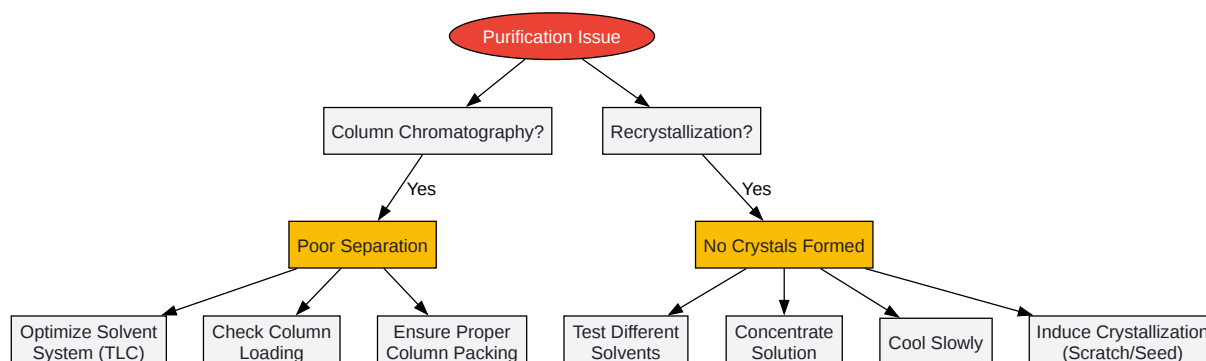 Purification Issue
Column Chromatography?
Recrystallization?
Yes
Yes
Poor Separation
No Crystals Formed
Optimize Solvent
System (TLC)
Check Column
Loading
Ensure Proper
Column Packing
Test Different
Solvents
Concentrate
Solution
Cool Slowly
Induce Crystallization
(Scratch/Seed)